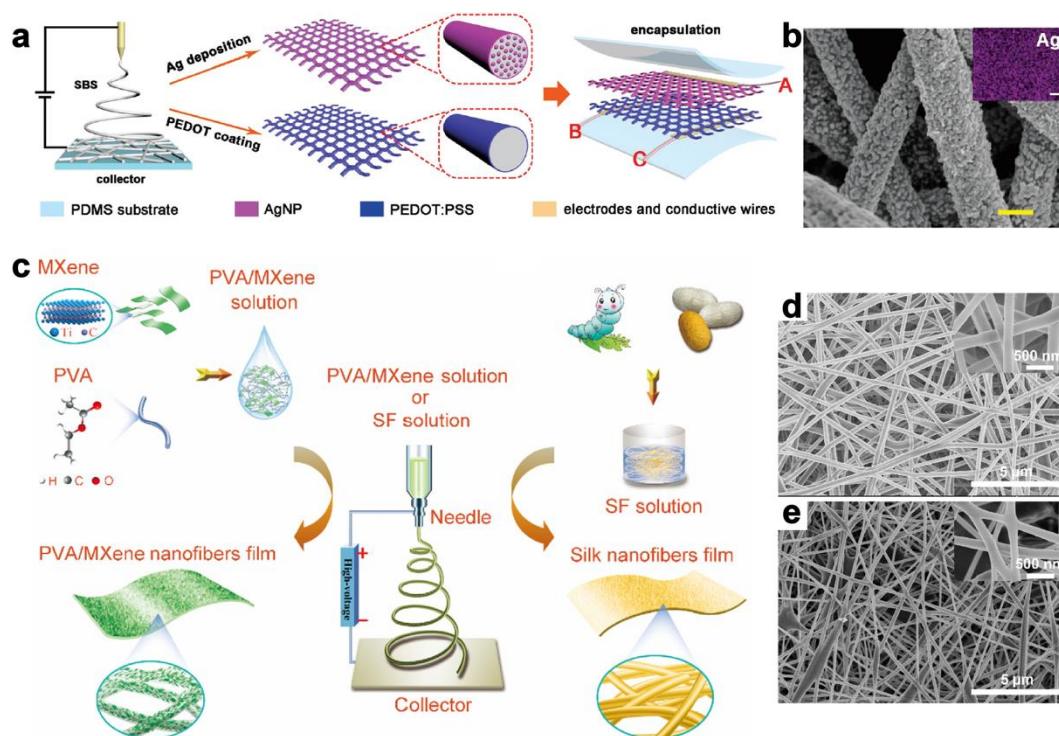 a
SBS
collector
Ag deposition
PEDOT coating
encapsulation
A
B
C
PDMS substrate
AgNP
PEDOT:PSS
electrodes and conductive wires
b
Ag
c
MXene
Ti
C
PVA
H C O
PVA/MXene
solution
PVA/MXene solution
or
SF solution
Needle
+
High-voltage
−
Collector
SF solution
PVA/MXene nanofibers film
Silk nanofibers film
d
500 nm
5 µm
e
500 nm
5 µm